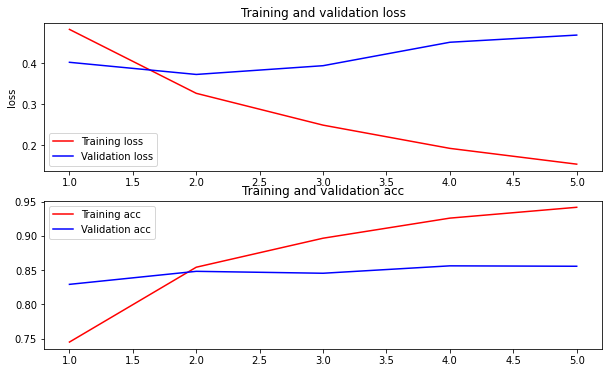 Training and validation loss
0.4
0.3
0.2
loss
Training loss
Validation loss
1.0 1.5 2.0 2.5 3.0 3.5 4.0 4.5 5.0
Training and validation acc
0.95
0.90
0.85
0.80
0.75
Training acc
Validation acc
1.0 1.5 2.0 2.5 3.0 3.5 4.0 4.5 5.0